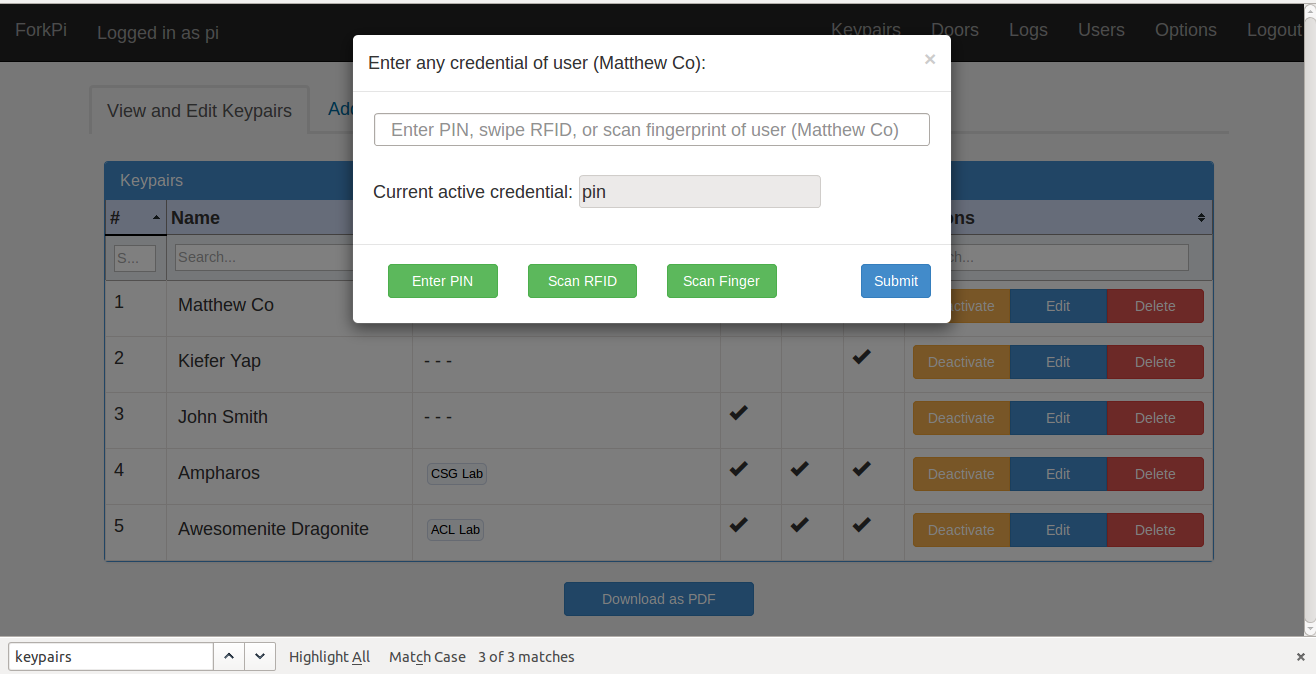 ForkPi Logged in as pi Keypairs Doors Logs Users Options Logout
Enter any credential of user (Matthew Co): ×
View and Edit Keypairs Add
Enter PIN, swipe RFID, or scan fingerprint of user (Matthew Co)
Keypairs
Current active credential: pin
# Name
S... Search...
Enter PIN Scan RFID Scan Finger Submit
1 Matthew Co Edit Delete
2 Kiefer Yap - - - Deactivate Edit Delete
3 John Smith - - - Deactivate Edit Delete
4 Ampharos CSG Lab Deactivate Edit Delete
5 Awesomenite Dragonite ACL Lab Deactivate Edit Delete
Download as PDF
keypairs Highlight All Match Case 3 of 3 matches